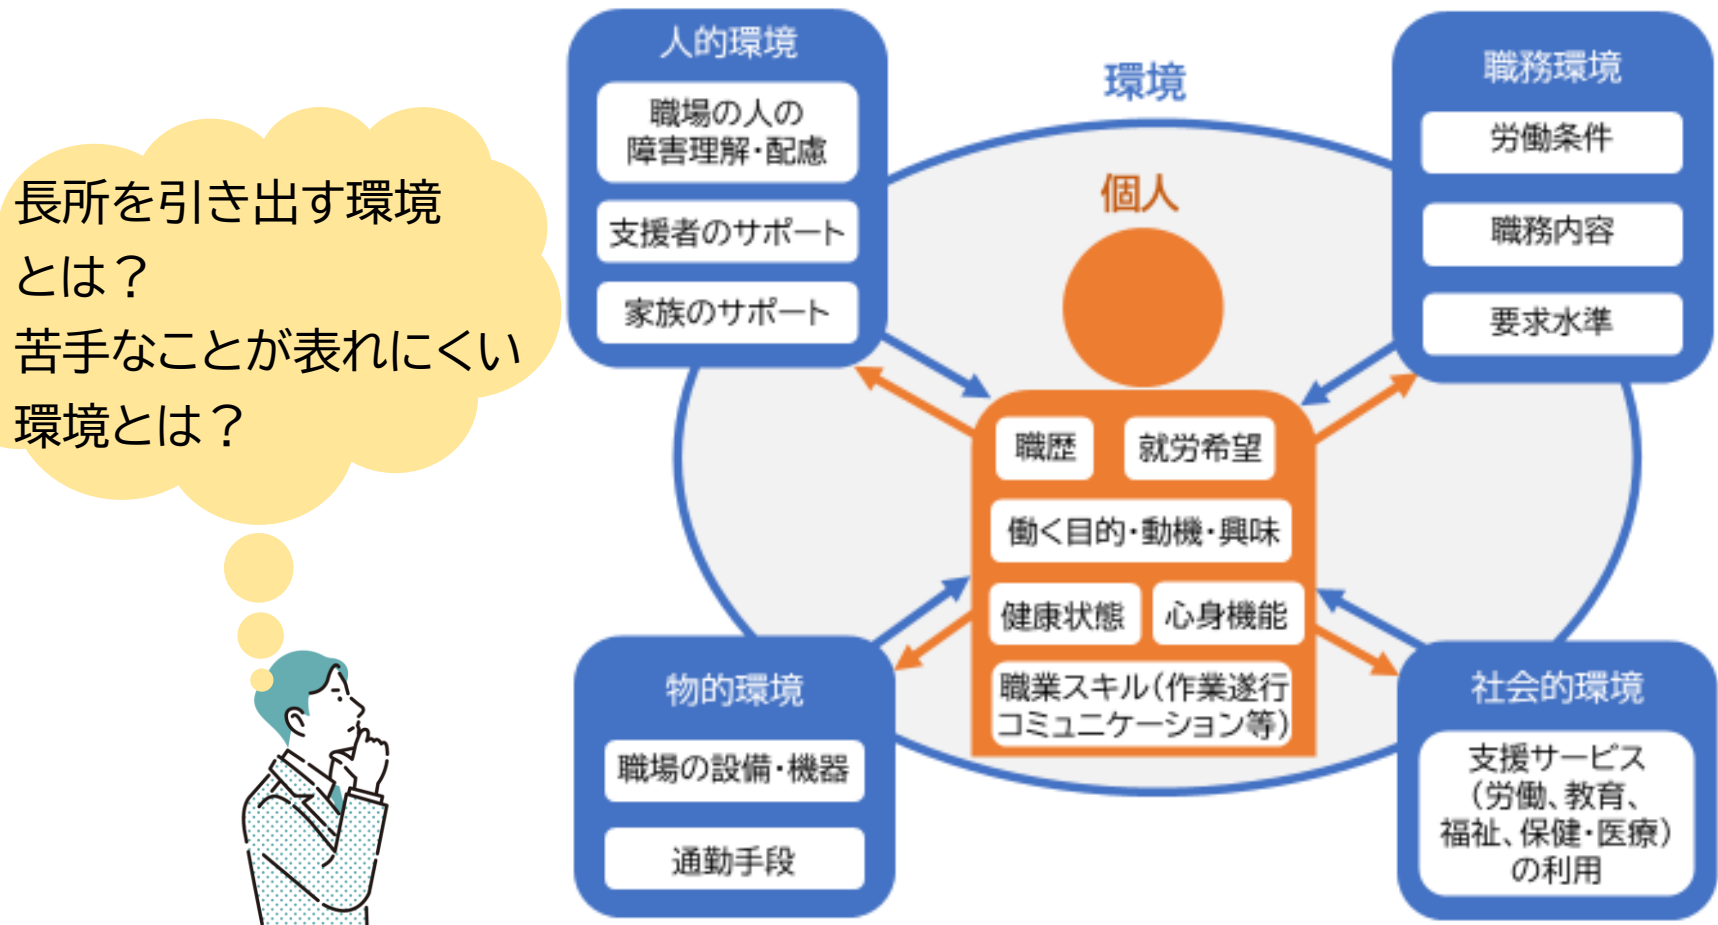 長所を引き出す環境
とは？
苦手なことが表れにくい
環境とは？
人的環境
職場の人の
障害理解・配慮
支援者のサポート
家族のサポート
環境
個人
職務環境
労働条件
職務内容
要求水準
職歴
就労希望
働く目的・動機・興味
健康状態
心身機能
職業スキル（作業遂行
コミュニケーション等）
物的環境
職場の設備・機器
通勤手段
社会的環境
支援サービス
（労働、教育、
福祉、保健・医療）
の利用